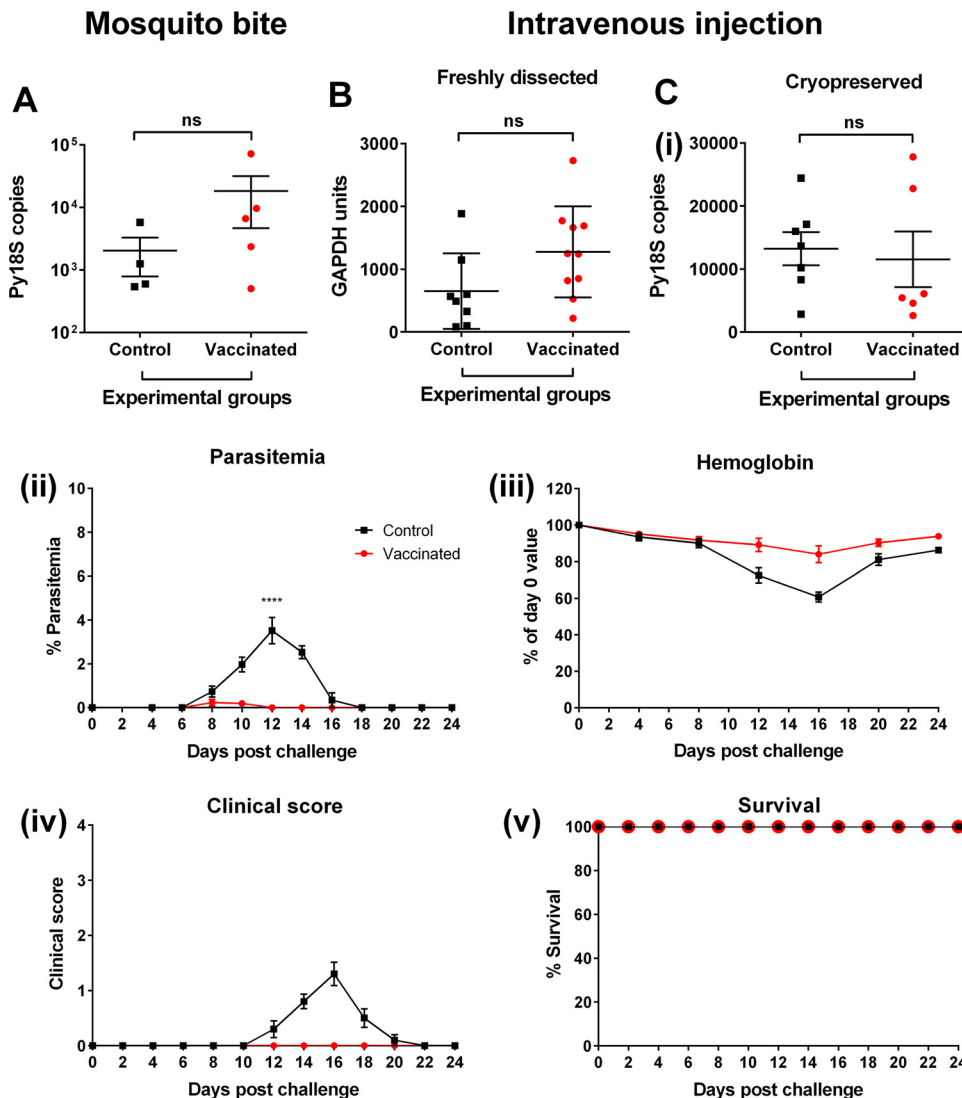 Mosquito bite
Intravenous injection
Freshly dissected
Cryopreserved
A
ns
Py18S copies
10⁵
10⁴
10³
10²
Control
Vaccinated
Experimental groups
B
ns
GAPDH units
3000
2000
1000
0
Control
Vaccinated
Experimental groups
C
(i)
ns
Py18S copies
30000
20000
10000
0
Control
Vaccinated
Experimental groups
(ii)
Parasitemia
% Parasitemia
10
8
6
4
2
0
Control
Vaccinated
****
0 2 4 6 8 10 12 14 16 18 20 22 24
Days post challenge
(iii)
Hemoglobin
% of day 0 value
120
100
80
60
40
20
0
0 2 4 6 8 10 12 14 16 18 20 22 24
Days post challenge
(iv)
Clinical score
Clinical score
4
3
2
1
0
0 2 4 6 8 10 12 14 16 18 20 22 24
Days post challenge
(v)
Survival
% Survival
100
80
60
40
20
0
0 2 4 6 8 10 12 14 16 18 20 22 24
Days post challenge